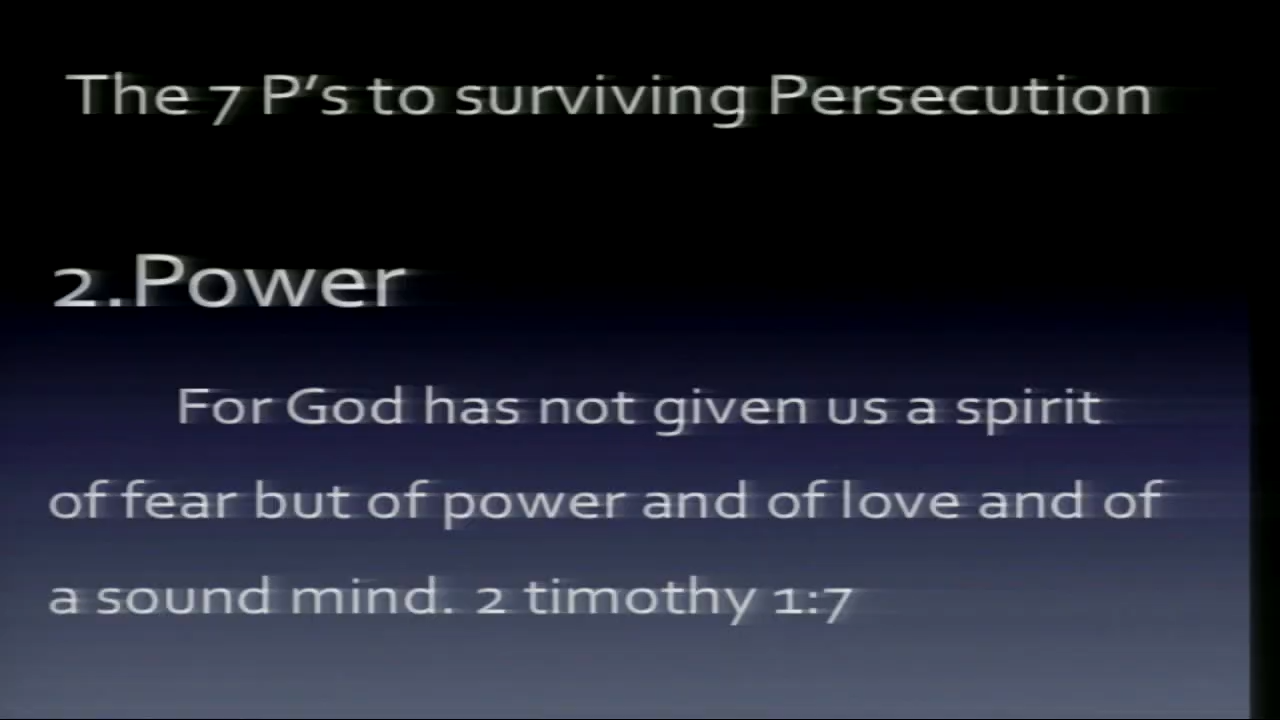 The 7 P's to surviving Persecution
2.Power
For God has not given us a spirit
of fear but of power and of love and of
a sound mind. 2 timothy 1:7